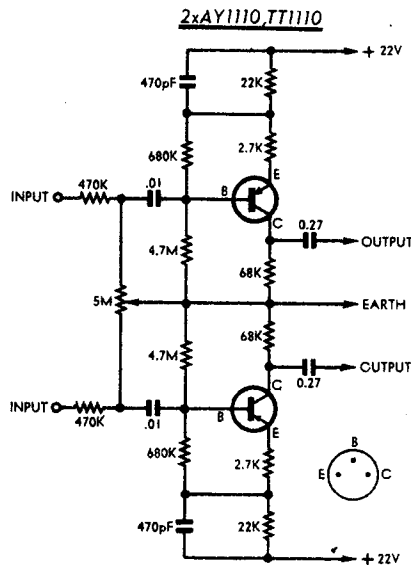 2xAY1110,TT1110
+ 22V
470pF
22K
680K
2.7K
E
470K
.01
INPUT
B
C
0.27
OUTPUT
4.7M
68K
5M
EARTH
4.7M
68K
CUTPUT
C
0.27
INPUT
.01
B
470K
E
680K
2.7K
B
E
C
470pF
22K
+ 22V